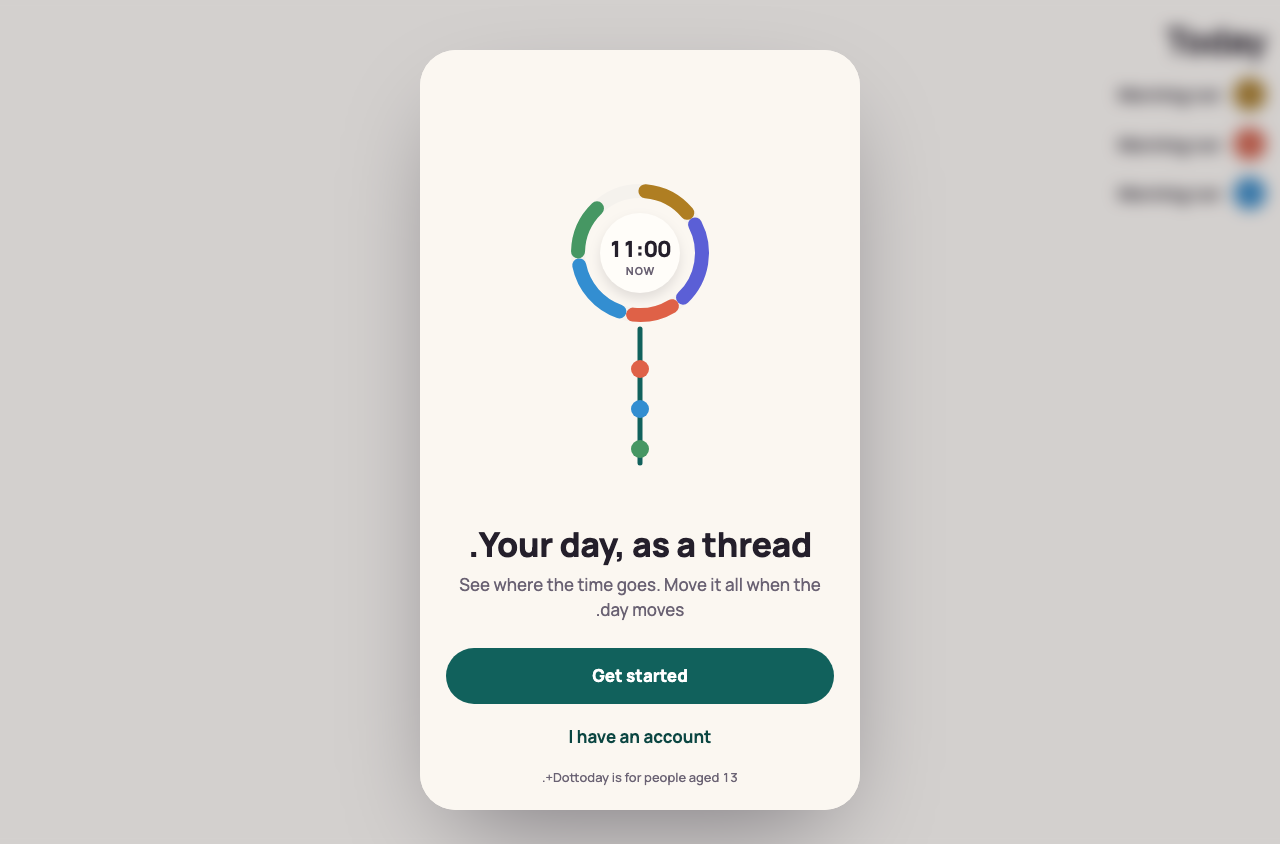 Today
11:00
NOW
.Your day, as a thread
See where the time goes. Move it all when the
.day moves
Get started
I have an account
.+Dottoday is for people aged 13